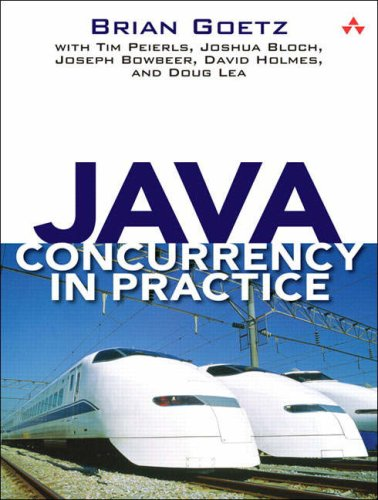 BRIAN GOETZ
WITH TIM PEIERLS, JOSHUA BLOCH,
JOSEPH BOWBEER, DAVID HOLMES,
AND DOUG LEA
JAVA
CONCURRENCY
IN PRACTICE